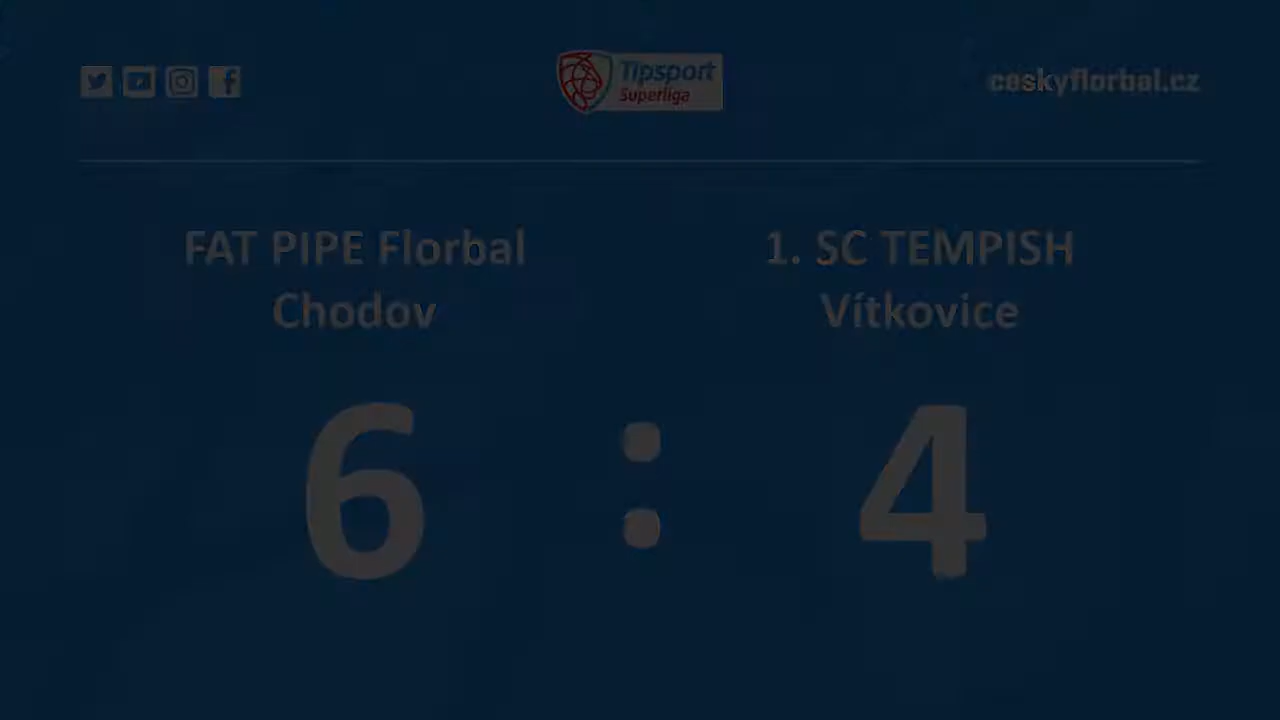 Tipsport
Superliga
ceskyflorbal.cz
FAT PIPE Florbal
Chodov
1. SC TEMPISH
Vítkovice
6 : 4